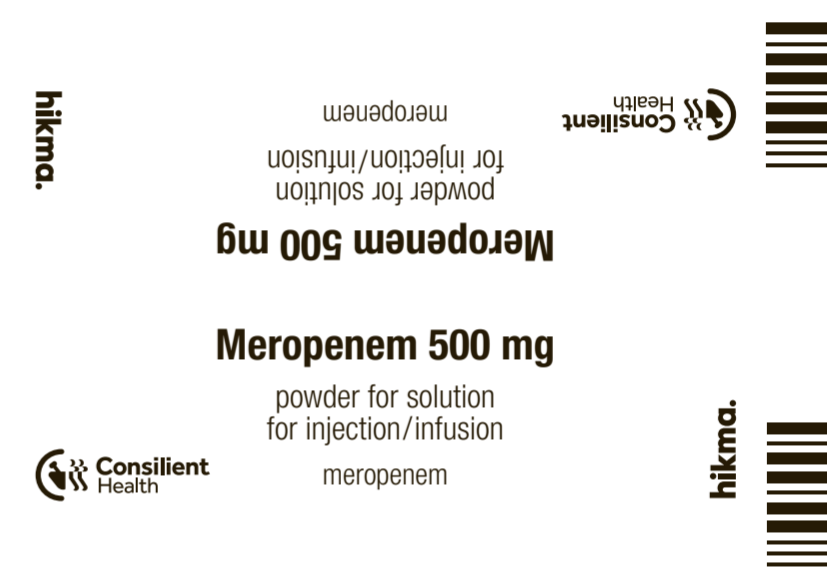 hikma.
Consilient
Health
meropenem
for injection/infusion
powder for solution
Meropenem 500 mg
Meropenem 500 mg
powder for solution
for injection/infusion
meropenem
Consilient
Health
hikma.